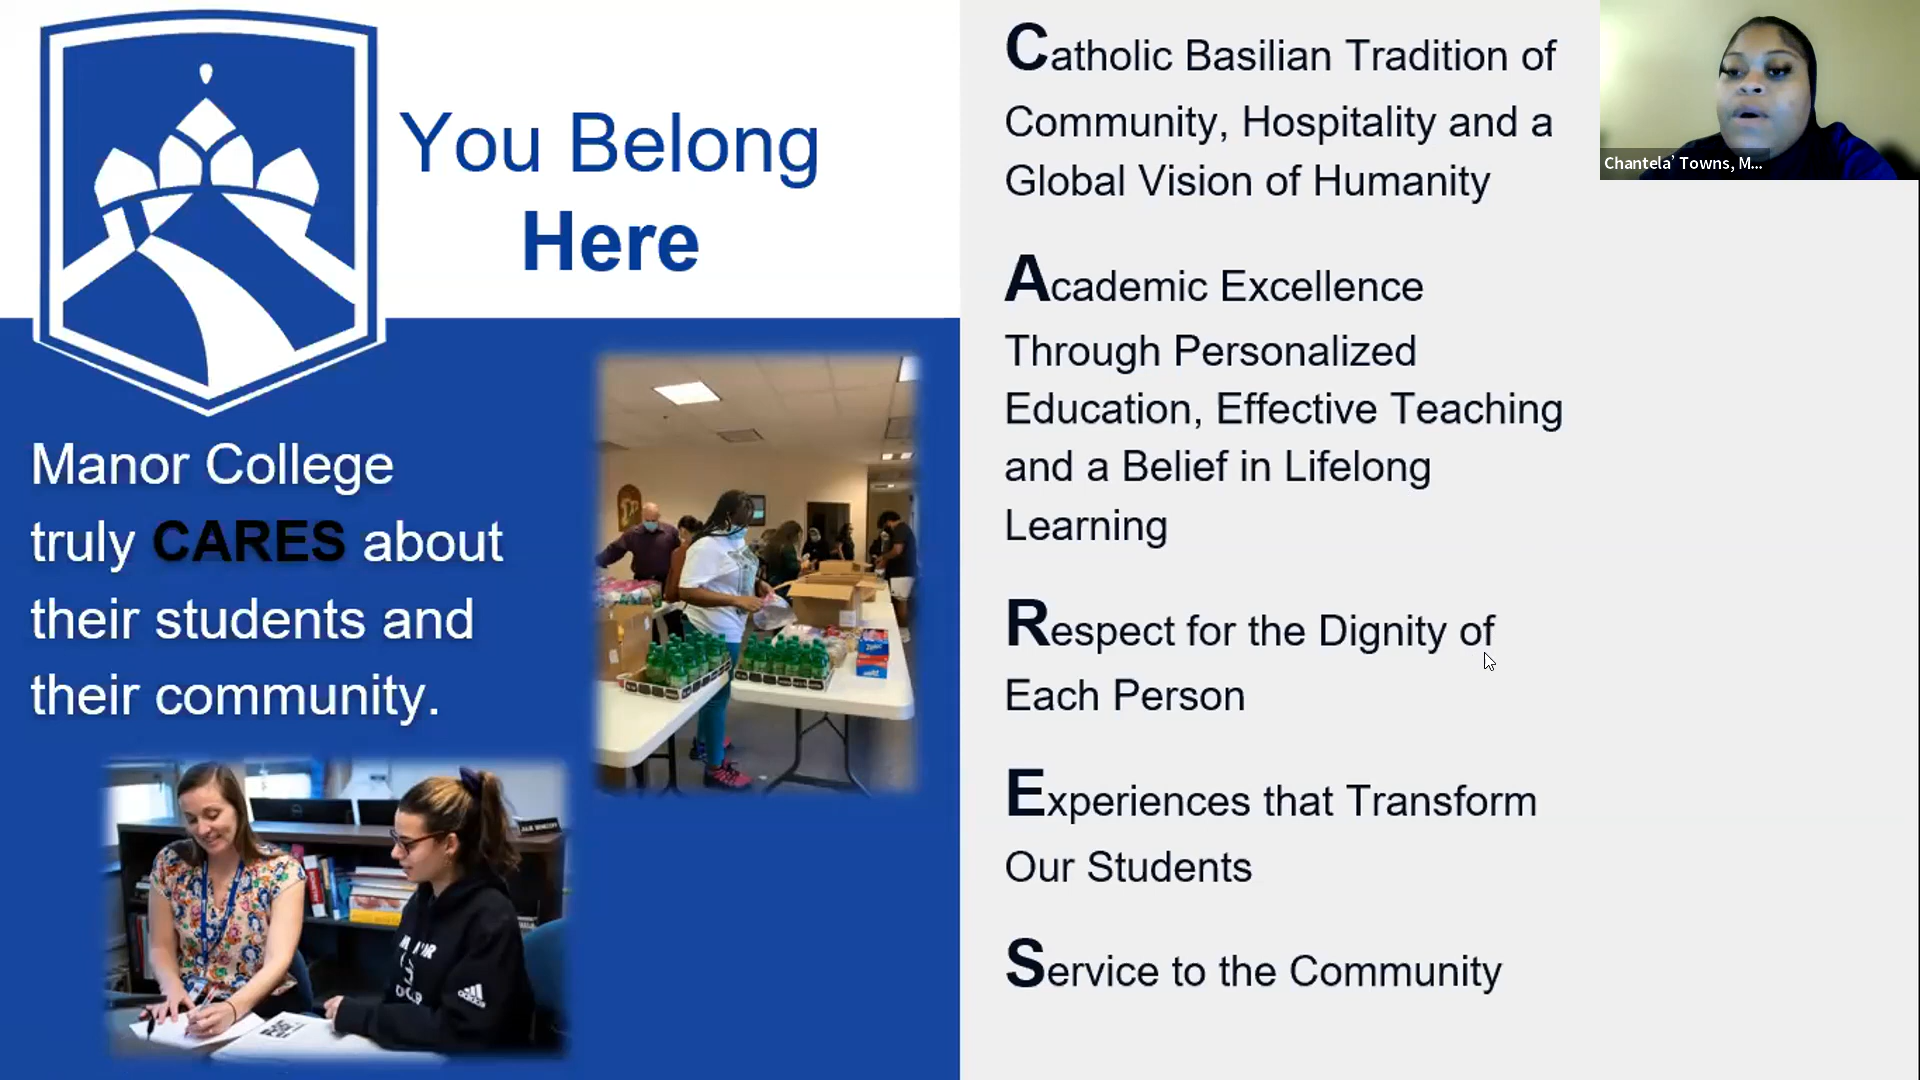 You Belong
Here
Manor College
truly CARES about
their students and
their community.
Catholic Basilian Tradition of
Community, Hospitality and a
Global Vision of Humanity
Academic Excellence
Through Personalized
Education, Effective Teaching
and a Belief in Lifelong
Learning
Respect for the Dignity of
Each Person
Experiences that Transform
Our Students
Service to the Community
Chantela’ Towns, M...
adidas